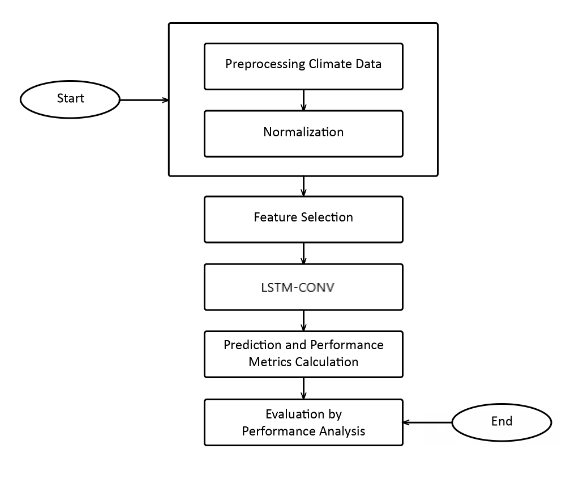 Start
Preprocessing Climate Data
Normalization
Feature Selection
LSTM-CONV
Prediction and Performance
Metrics Calculation
Evaluation by
Performance Analysis
End